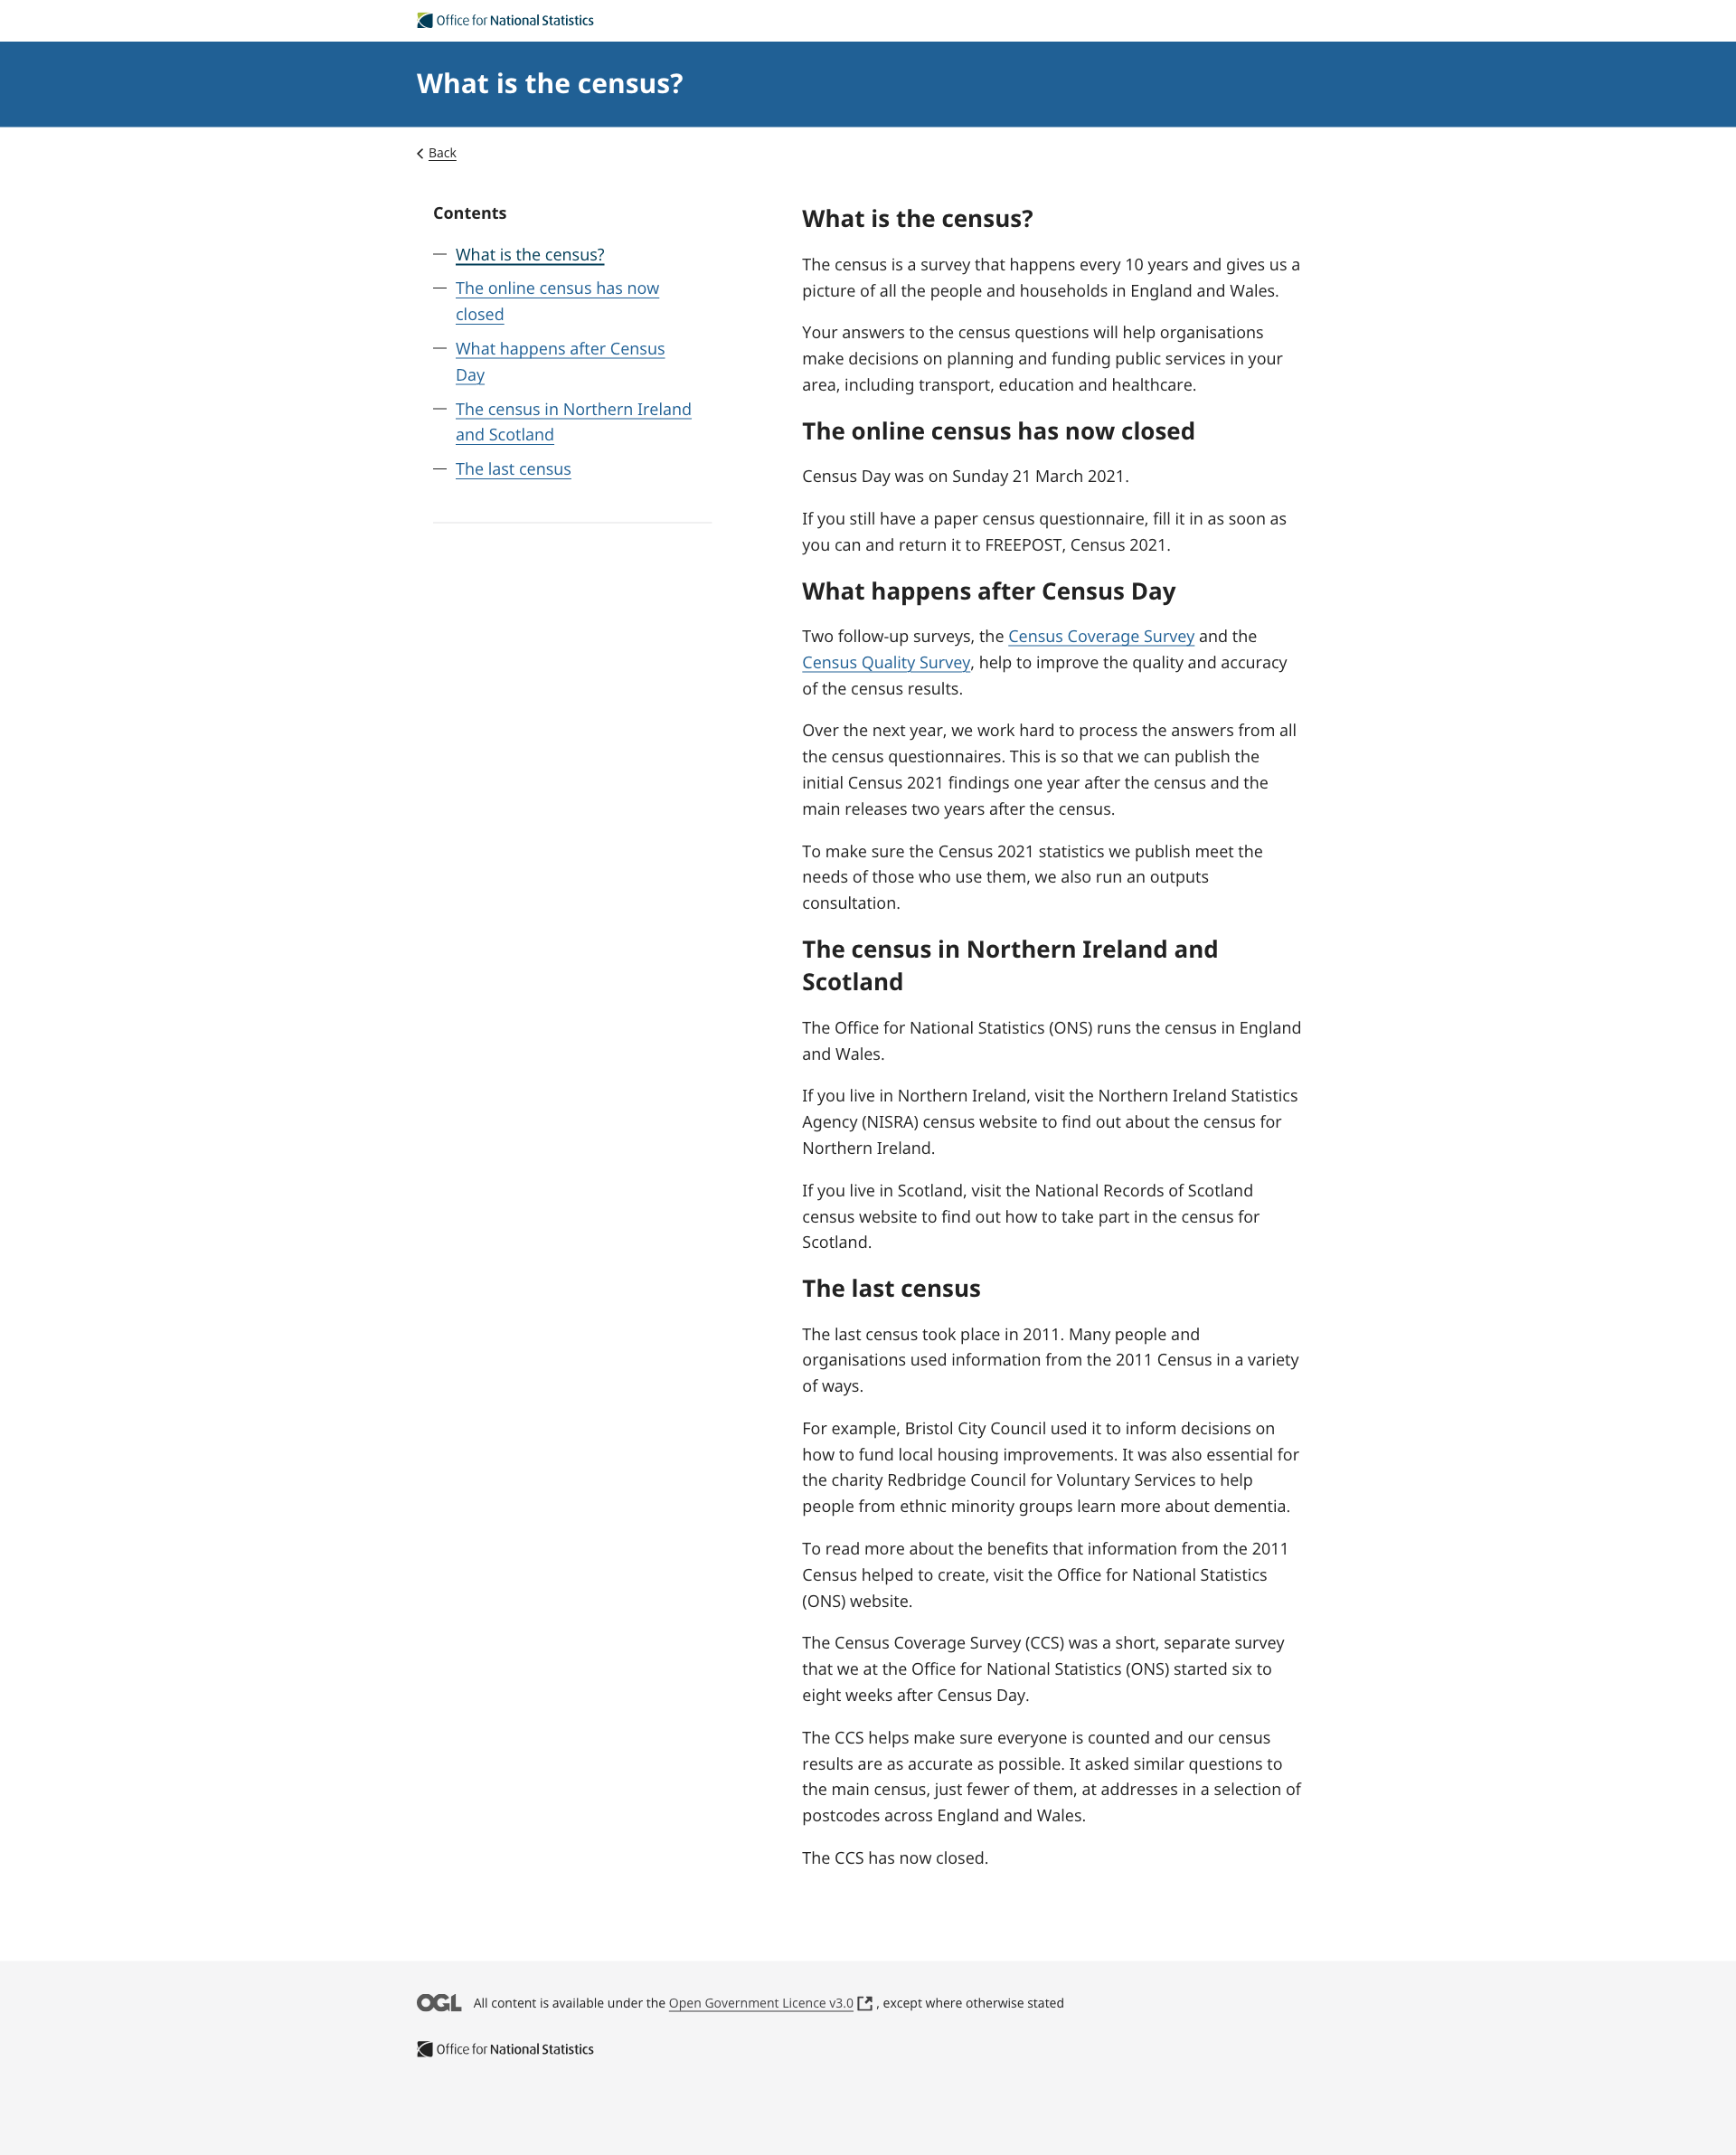 Office for National Statistics
What is the census?
Back
Contents
— What is the census?
— The online census has now
closed
— What happens after Census
Day
— The census in Northern Ireland
and Scotland
— The last census
What is the census?
The census is a survey that happens every 10 years and gives us a
picture of all the people and households in England and Wales.
Your answers to the census questions will help organisations
make decisions on planning and funding public services in your
area, including transport, education and healthcare.
The online census has now closed
Census Day was on Sunday 21 March 2021.
If you still have a paper census questionnaire, fill it in as soon as
you can and return it to FREEPOST, Census 2021.
What happens after Census Day
Two follow-up surveys, the Census Coverage Survey and the
Census Quality Survey, help to improve the quality and accuracy
of the census results.
Over the next year, we work hard to process the answers from all
the census questionnaires. This is so that we can publish the
initial Census 2021 findings one year after the census and the
main releases two years after the census.
To make sure the Census 2021 statistics we publish meet the
needs of those who use them, we also run an outputs
consultation.
The census in Northern Ireland and
Scotland
The Office for National Statistics (ONS) runs the census in England
and Wales.
If you live in Northern Ireland, visit the Northern Ireland Statistics
Agency (NISRA) census website to find out about the census for
Northern Ireland.
If you live in Scotland, visit the National Records of Scotland
census website to find out how to take part in the census for
Scotland.
The last census
The last census took place in 2011. Many people and
organisations used information from the 2011 Census in a variety
of ways.
For example, Bristol City Council used it to inform decisions on
how to fund local housing improvements. It was also essential for
the charity Redbridge Council for Voluntary Services to help
people from ethnic minority groups learn more about dementia.
To read more about the benefits that information from the 2011
Census helped to create, visit the Office for National Statistics
(ONS) website.
The Census Coverage Survey (CCS) was a short, separate survey
that we at the Office for National Statistics (ONS) started six to
eight weeks after Census Day.
The CCS helps make sure everyone is counted and our census
results are as accurate as possible. It asked similar questions to
the main census, just fewer of them, at addresses in a selection of
postcodes across England and Wales.
The CCS has now closed.
OGL All content is available under the Open Government Licence v3.0 , except where otherwise stated
Office for National Statistics